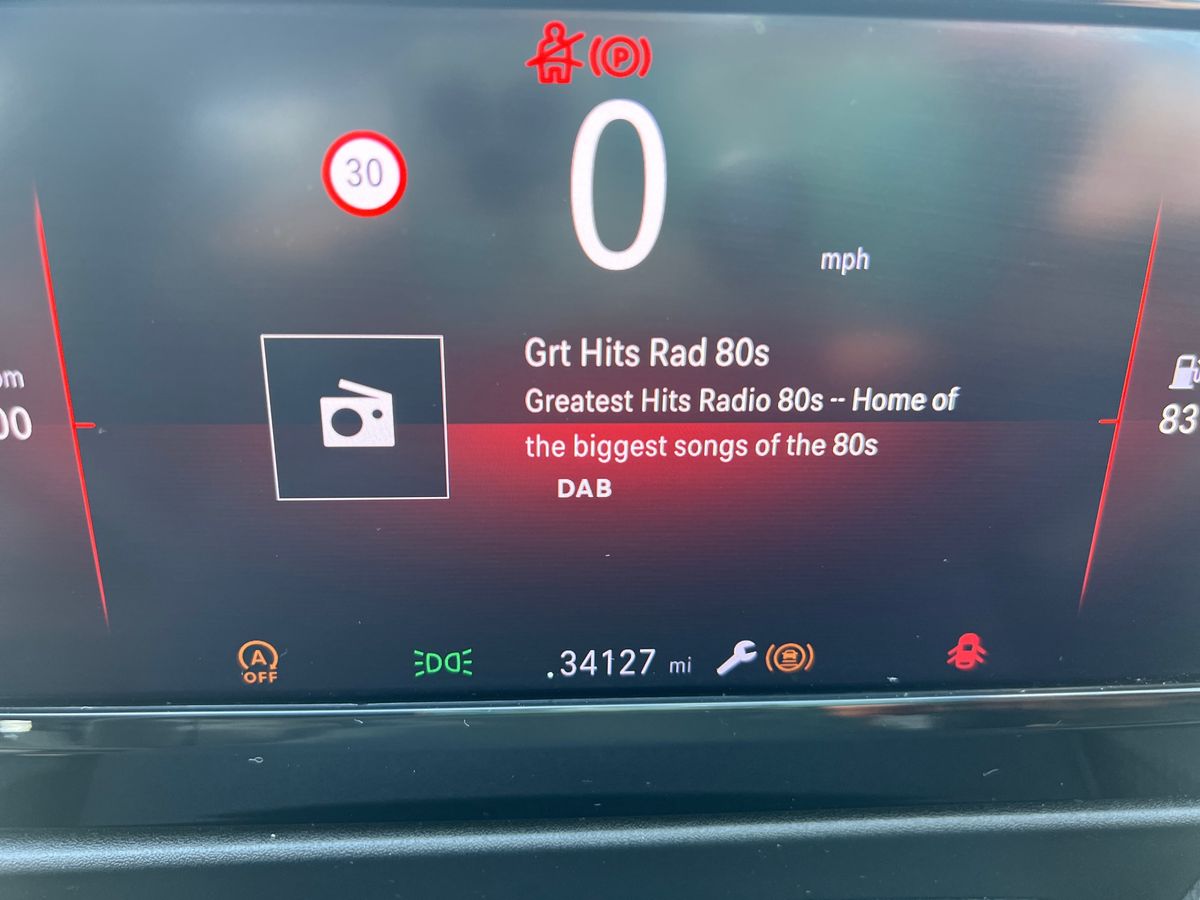 P
0
30
mph
Grt Hits Rad 80s
Greatest Hits Radio 80s -- Home of
the biggest songs of the 80s
DAB
00
83
A
OFF
.34127 mi